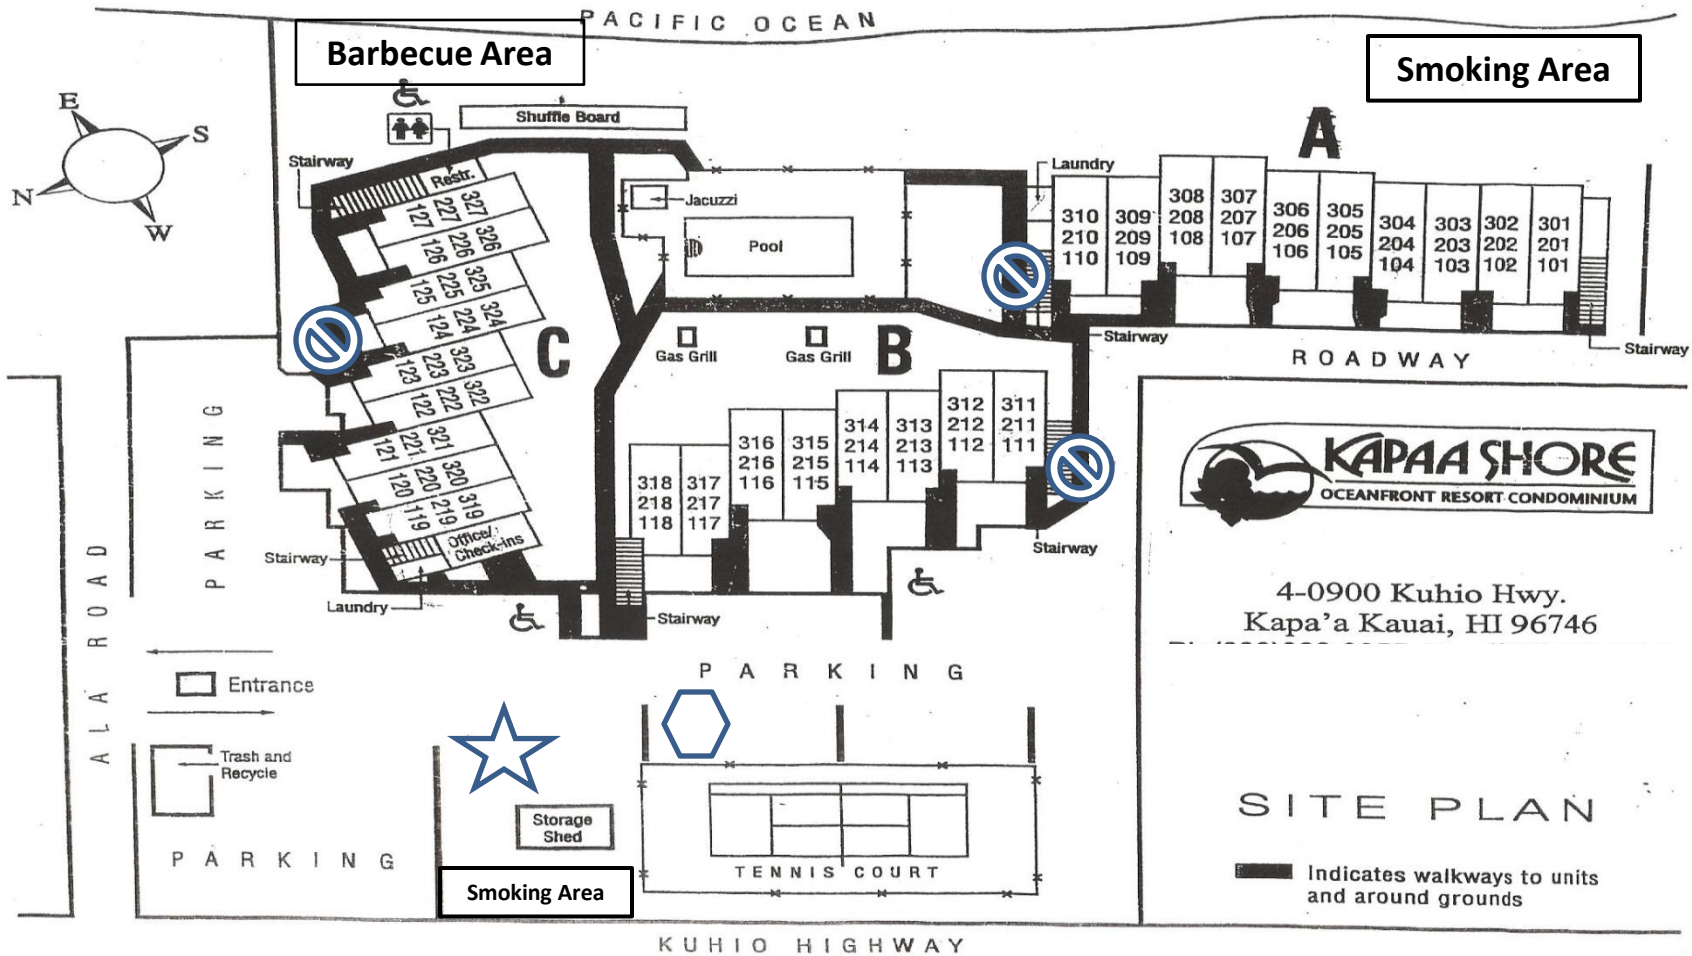 PACIFIC OCEAN
Barbecue Area
Smoking Area
E
S
N
W
Shuffle Board
A
Stairway
Restr.
Laundry
Jacuzzi
Pool
327
227
127
326
226
126
325
225
125
324
224
124
323
223
123
322
222
122
321
221
121
320
220
120
319
219
119
Office/
Check-ins
C
310
210
110
309
209
109
308
208
108
307
207
107
306
206
106
305
205
105
304
204
104
303
203
103
302
202
102
301
201
101
Stairway
Stairway
ROADWAY
Gas Grill
Gas Grill
B
318
218
118
317
217
117
316
216
116
315
215
115
314
214
114
313
213
113
312
212
112
311
211
111
Stairway
Stairway
Laundry
Stairway
KAPAA SHORE
OCEANFRONT RESORT CONDOMINIUM
4-0900 Kuhio Hwy.
Kapa'a Kauai, HI 96746
PARKING
ALA ROAD
PARKING
Entrance
Trash and
Recycle
PARKING
Storage
Shed
Smoking Area
TENNIS COURT
SITE PLAN
Indicates walkways to units
and around grounds
KUHIO HIGHWAY